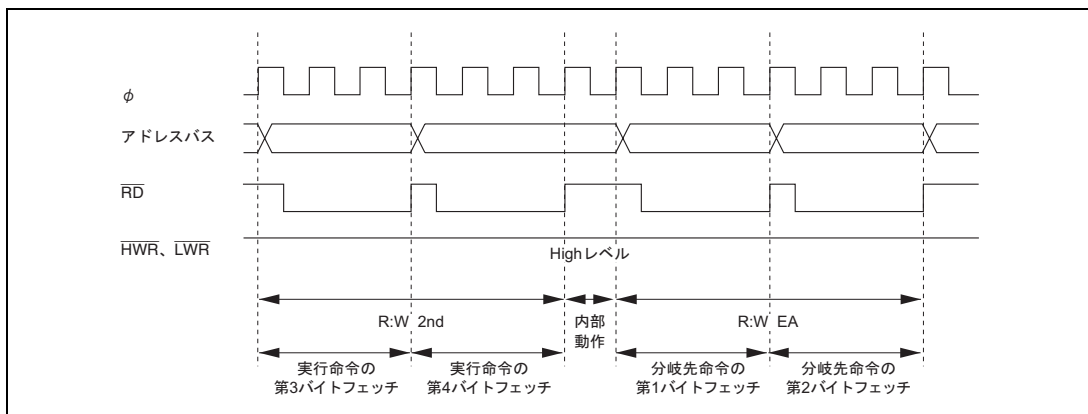 φ
アドレスバス
RD
HWR、LWR
Highレベル
R:W 2nd
内部
動作
R:W EA
実行命令の
第3バイトフェッチ
実行命令の
第4バイトフェッチ
分岐先命令の
第1バイトフェッチ
分岐先命令の
第2バイトフェッチ